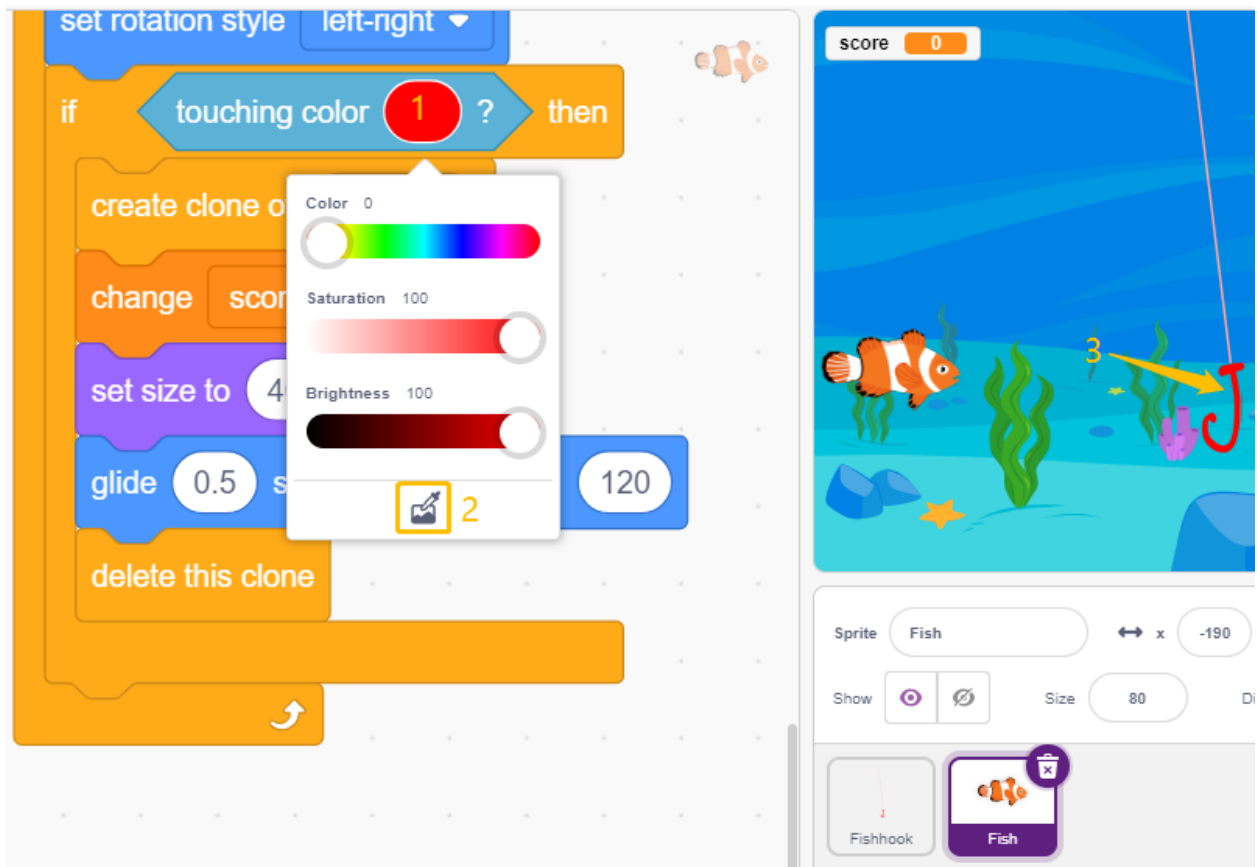 set rotation style left-right
if touching color 1 ? then
create clone o
Color 0
change scor
Saturation 100
set size to 4
Brightness 100
glide 0.5 s 120
2
delete this clone
score 0
3
J
Sprite Fish x -190
Show Size 80 Di
Fishhook Fish